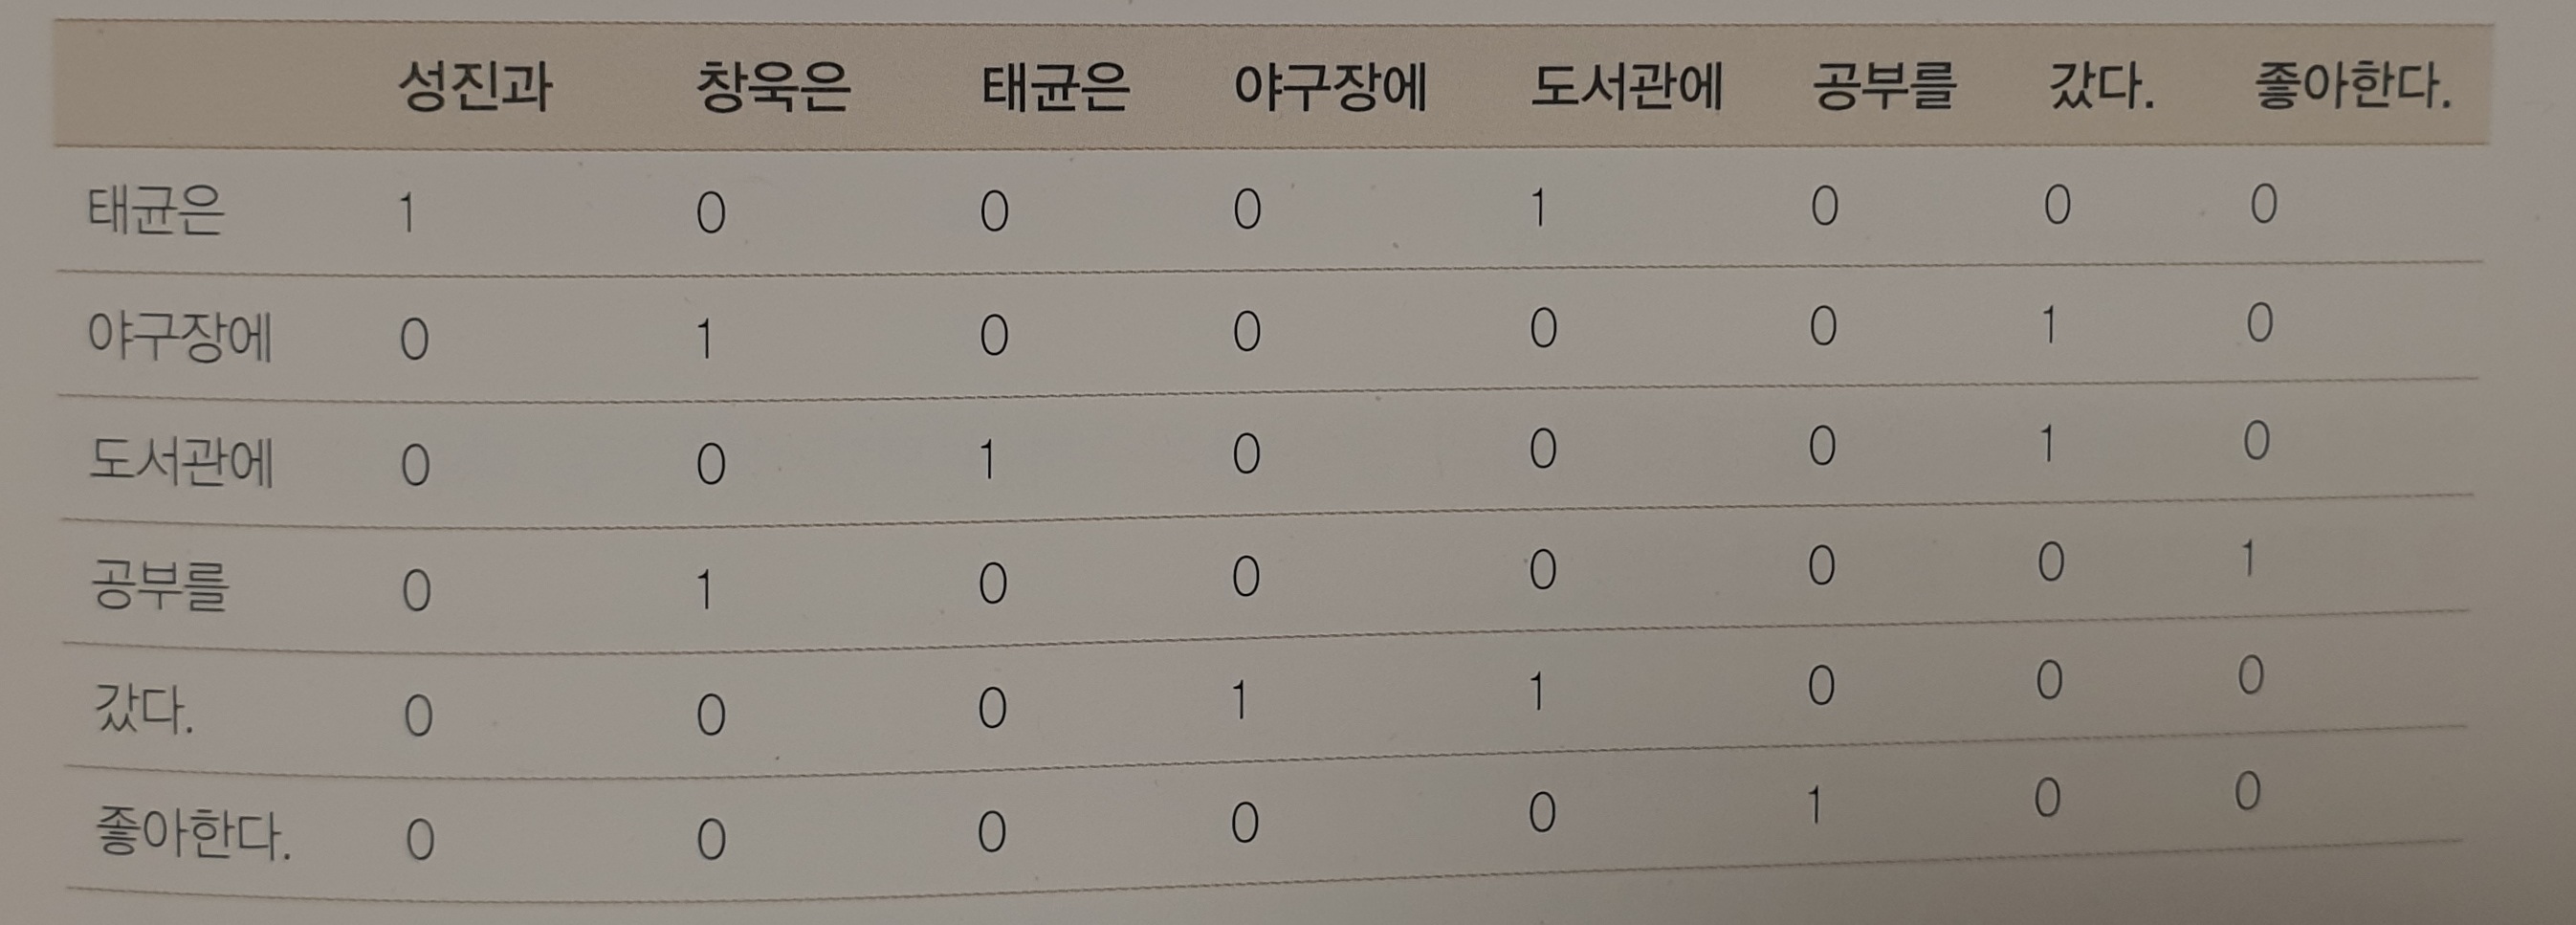 성진과 창욱은 태균은 야구장에 도서관에 공부를 갔다. 좋아한다.
태균은 1 0 0 0 1 0 0 0
야구장에 0 1 0 0 0 0 1 0
도서관에 0 0 1 0 0 0 1 0
공부를 0 1 0 0 0 0 0 1
갔다. 0 0 0 1 1 0 0 0
좋아한다. 0 0 0 0 0 1 0 0